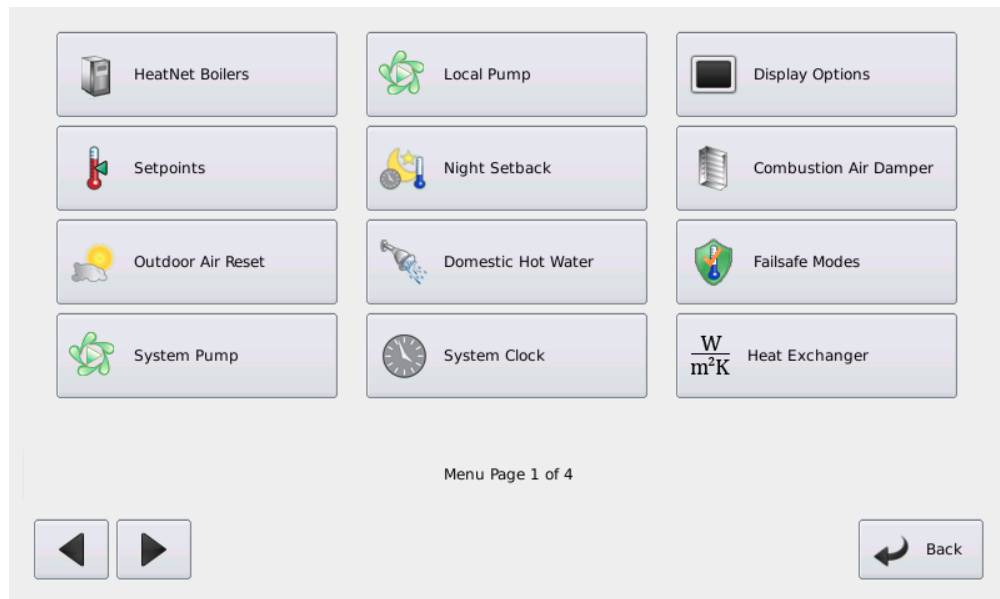 HeatNet Boilers
Local Pump
Display Options
Setpoints
Night Setback
Combustion Air Damper
Outdoor Air Reset
Domestic Hot Water
Failsafe Modes
System Pump
System Clock
W
m²K
Heat Exchanger
Menu Page 1 of 4
Back